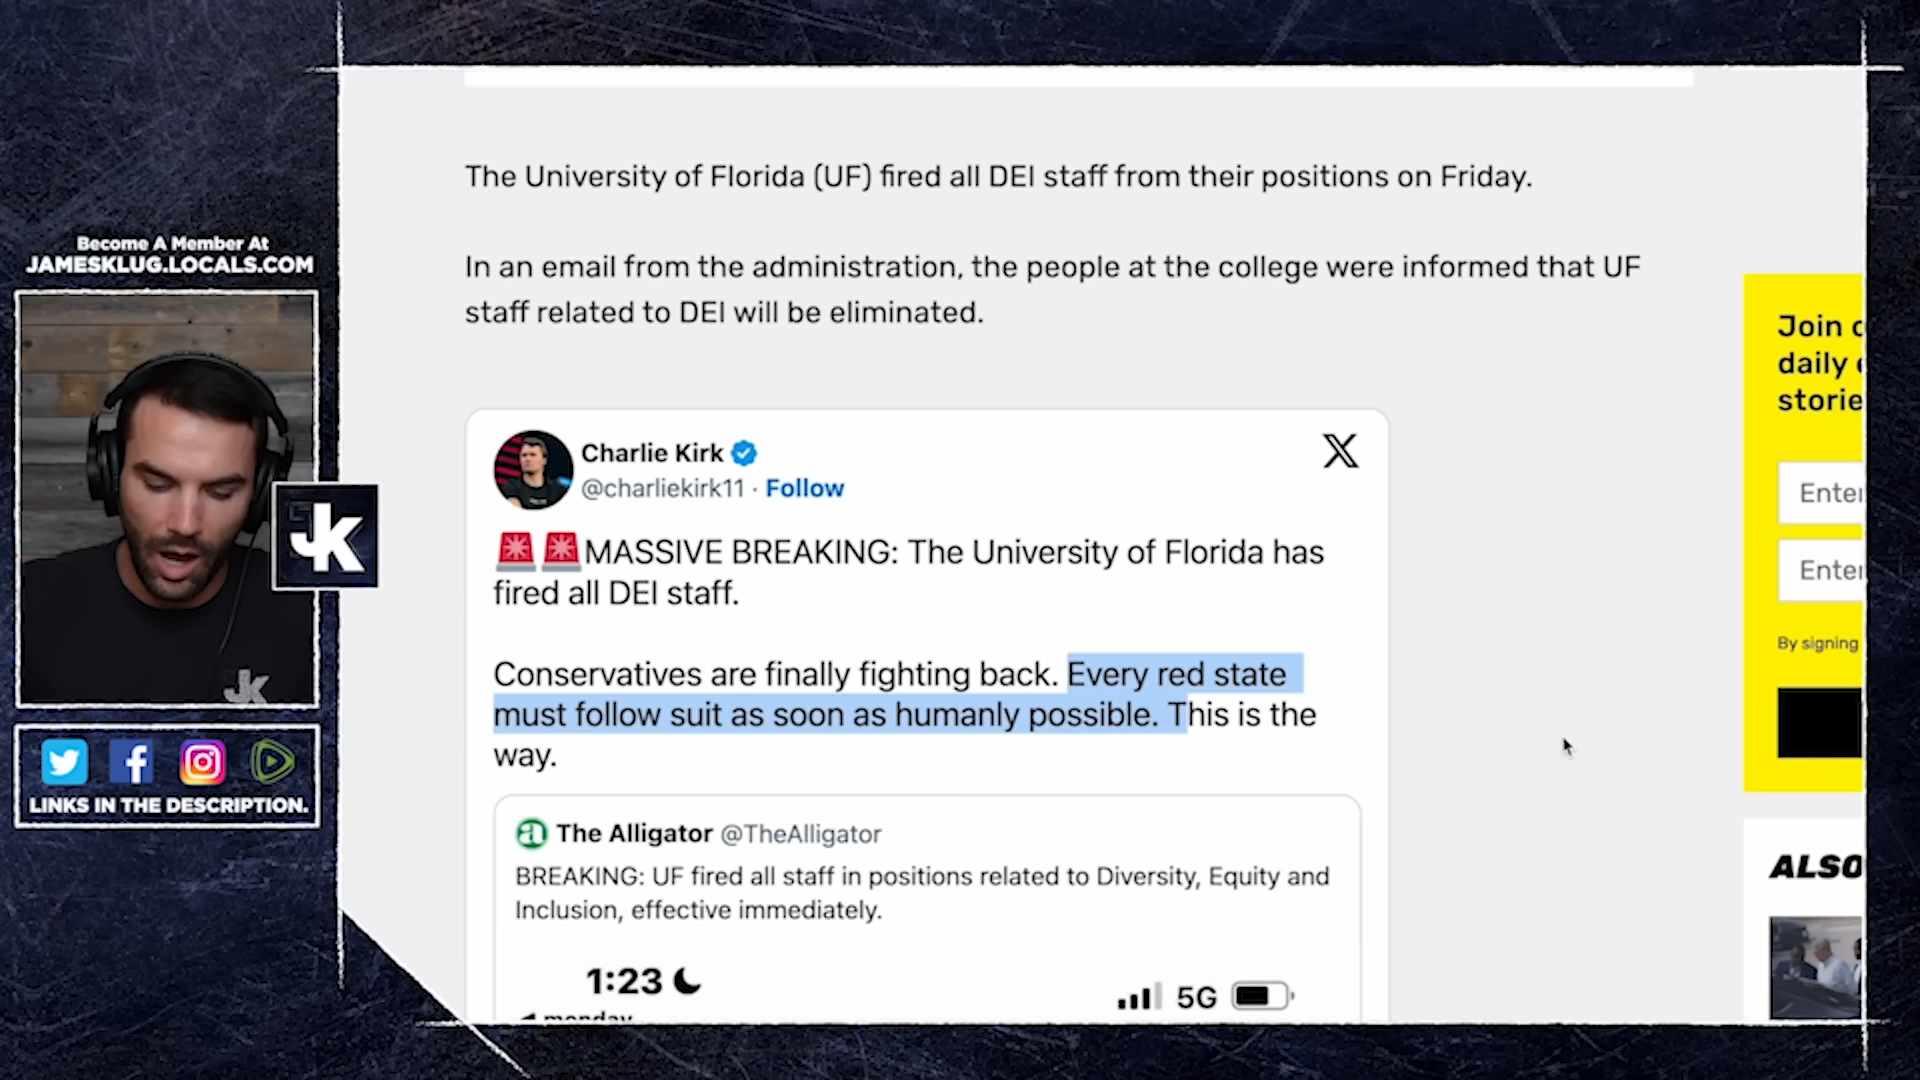 The University of Florida (UF) fired all DEI staff from their positions on Friday.
In an email from the administration, the people at the college were informed that UF
staff related to DEI will be eliminated.
Become A Member At
JAMESKLUG.LOCALS.COM
JK
JK
LINKS IN THE DESCRIPTION.
Charlie Kirk
@charliekirk11 · Follow
MASSIVE BREAKING: The University of Florida has
fired all DEI staff.
Conservatives are finally fighting back. Every red state
must follow suit as soon as humanly possible. This is the
way.
The Alligator @TheAlligator
BREAKING: UF fired all staff in positions related to Diversity, Equity and
Inclusion, effective immediately.
1:23
5G
monday
Join
daily
storie
Enter
Enter
By signing
ALSO